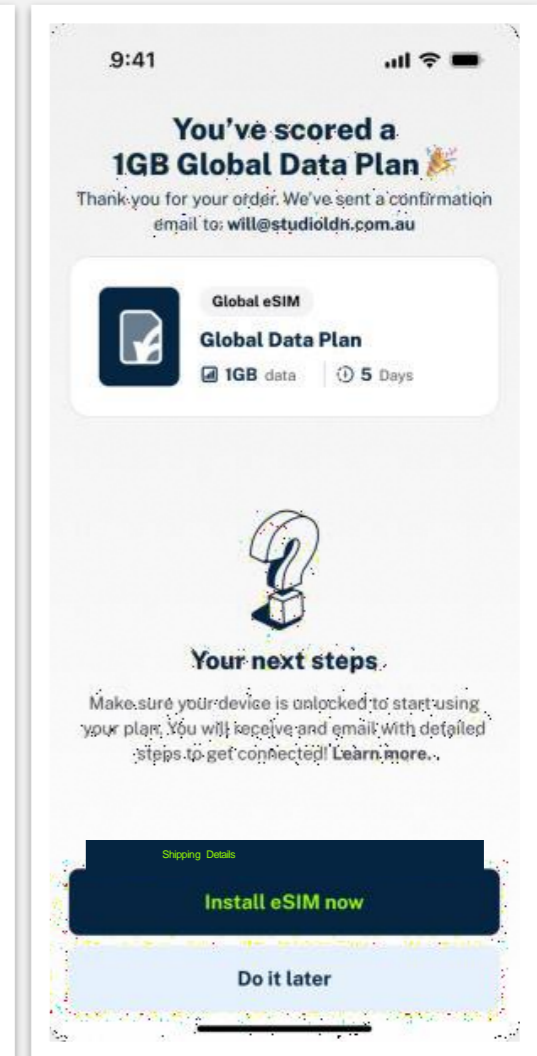 9:41
You've scored a
1GB Global Data Plan
Thank you for your order. We've sent a confirmation
email to: will@studioldn.com.au
Global eSIM
Global Data Plan
1GB data 5 Days
Your next steps
Make sure your device is unlocked to start using
your plan. You will receive and email with detailed
steps to get connected! Learn more.
Shipping Details
Install eSIM now
Do it later